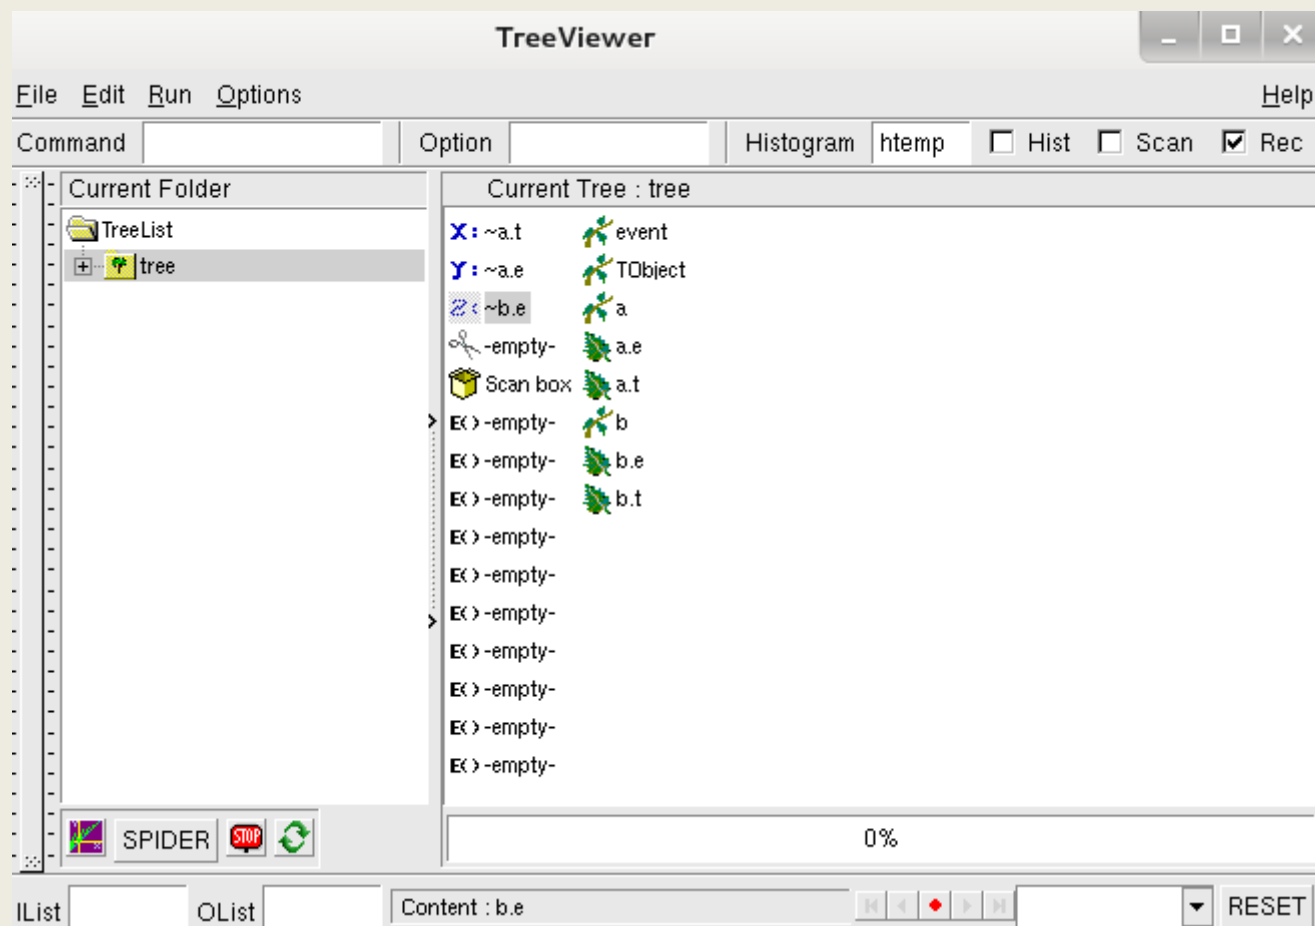 TreeViewer
File Edit Run Options Help
Command Option Histogram htemp Hist Scan Rec
Current Folder
TreeList
tree
Current Tree : tree
X: ~a.t event
Y: ~a.e TObject
Z: ~b.e a
-empty- a.e
Scan box a.t
E() -empty- b
E() -empty- b.e
E() -empty- b.t
E() -empty-
E() -empty-
E() -empty-
E() -empty-
E() -empty-
E() -empty-
E() -empty-
SPIDER STOP
0%
IList OList Content : b.e RESET